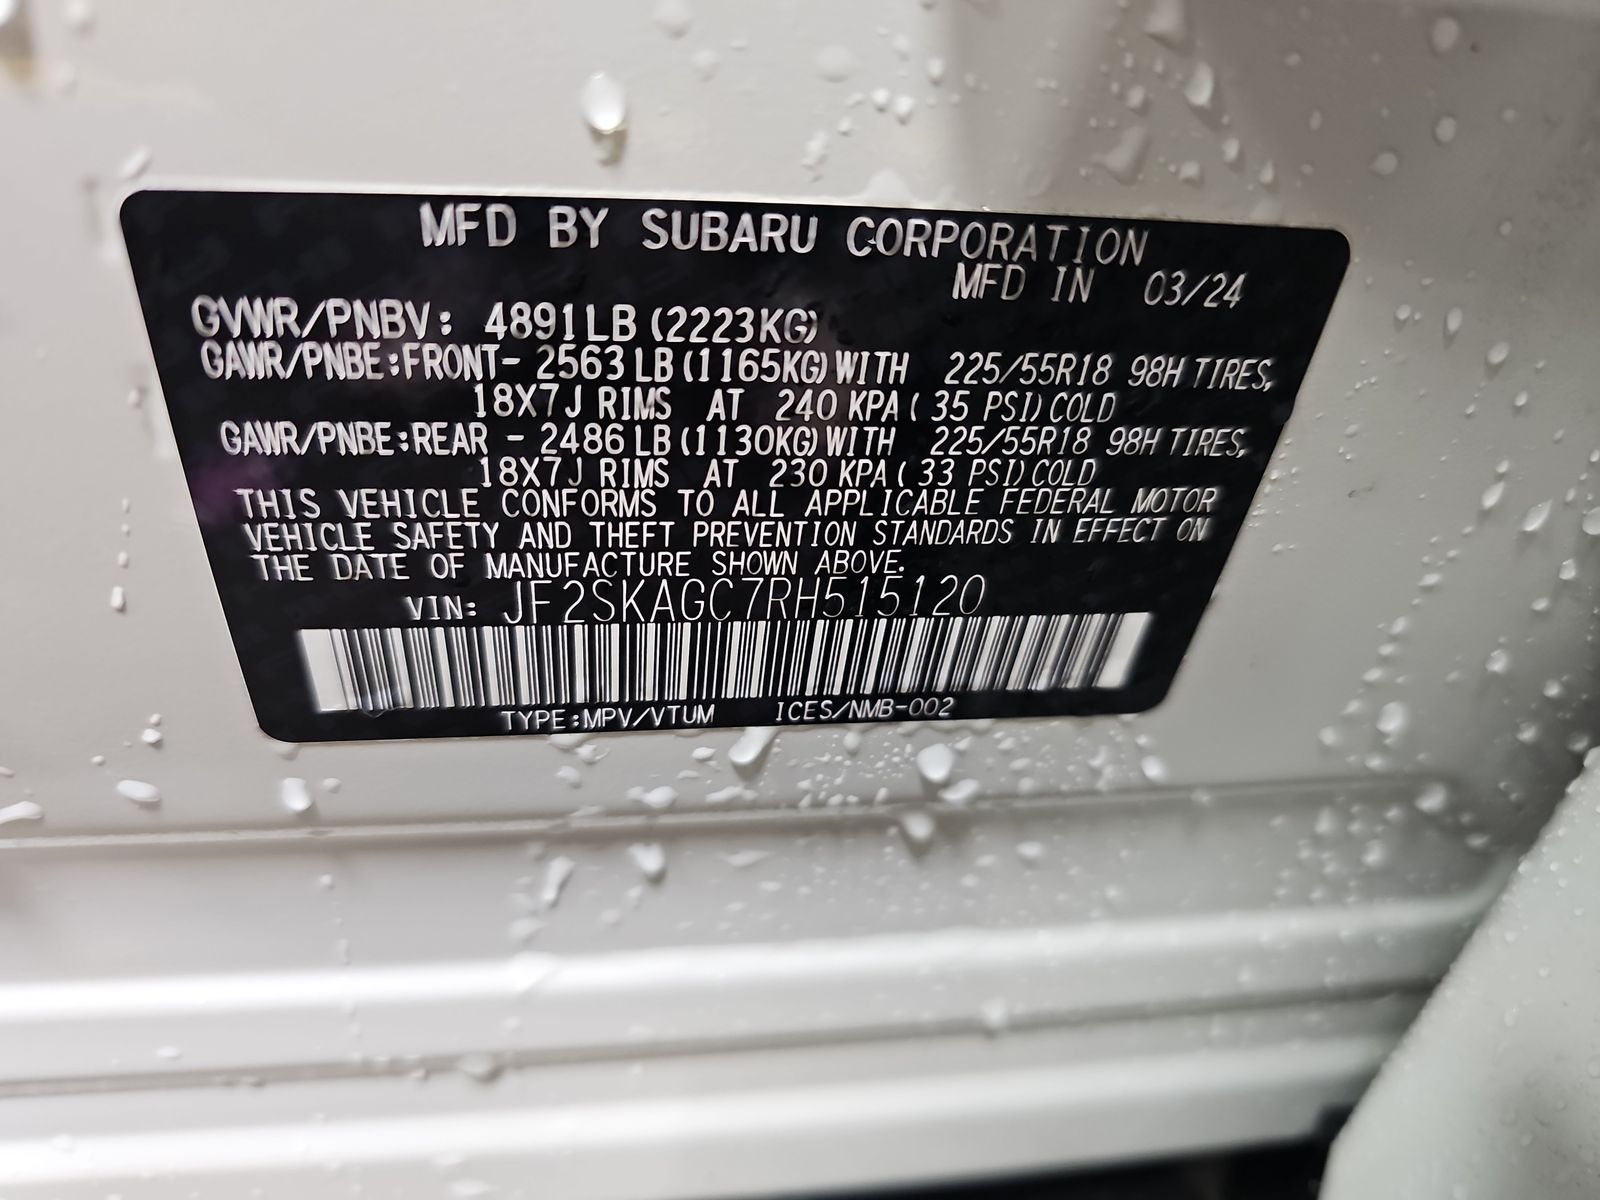 MFD BY SUBARU CORPORATION
MFD IN 03/24
GVWR/PNBV: 4891LB (2223KG)
GAWR/PNBE:FRONT- 2563LB(1165KG)WITH 225/55R18 98H TIRES,
18X7J RIMS AT 240 KPA( 35 PSI)COLD
GAWR/PNBE:REAR - 2486LB(1130KG)WITH 225/55R18 98H TIRES,
18X7J RIMS AT 230 KPA( 33 PSI)COLD
THIS VEHICLE CONFORMS TO ALL APPLICABLE FEDERAL MOTOR
VEHICLE SAFETY AND THEFT PREVENTION STANDARDS IN EFFECT ON
THE DATE OF MANUFACTURE SHOWN ABOVE.
VIN: JF2SKAGC7RH515120
TYPE:MPV/VTUM ICES/NMB-002